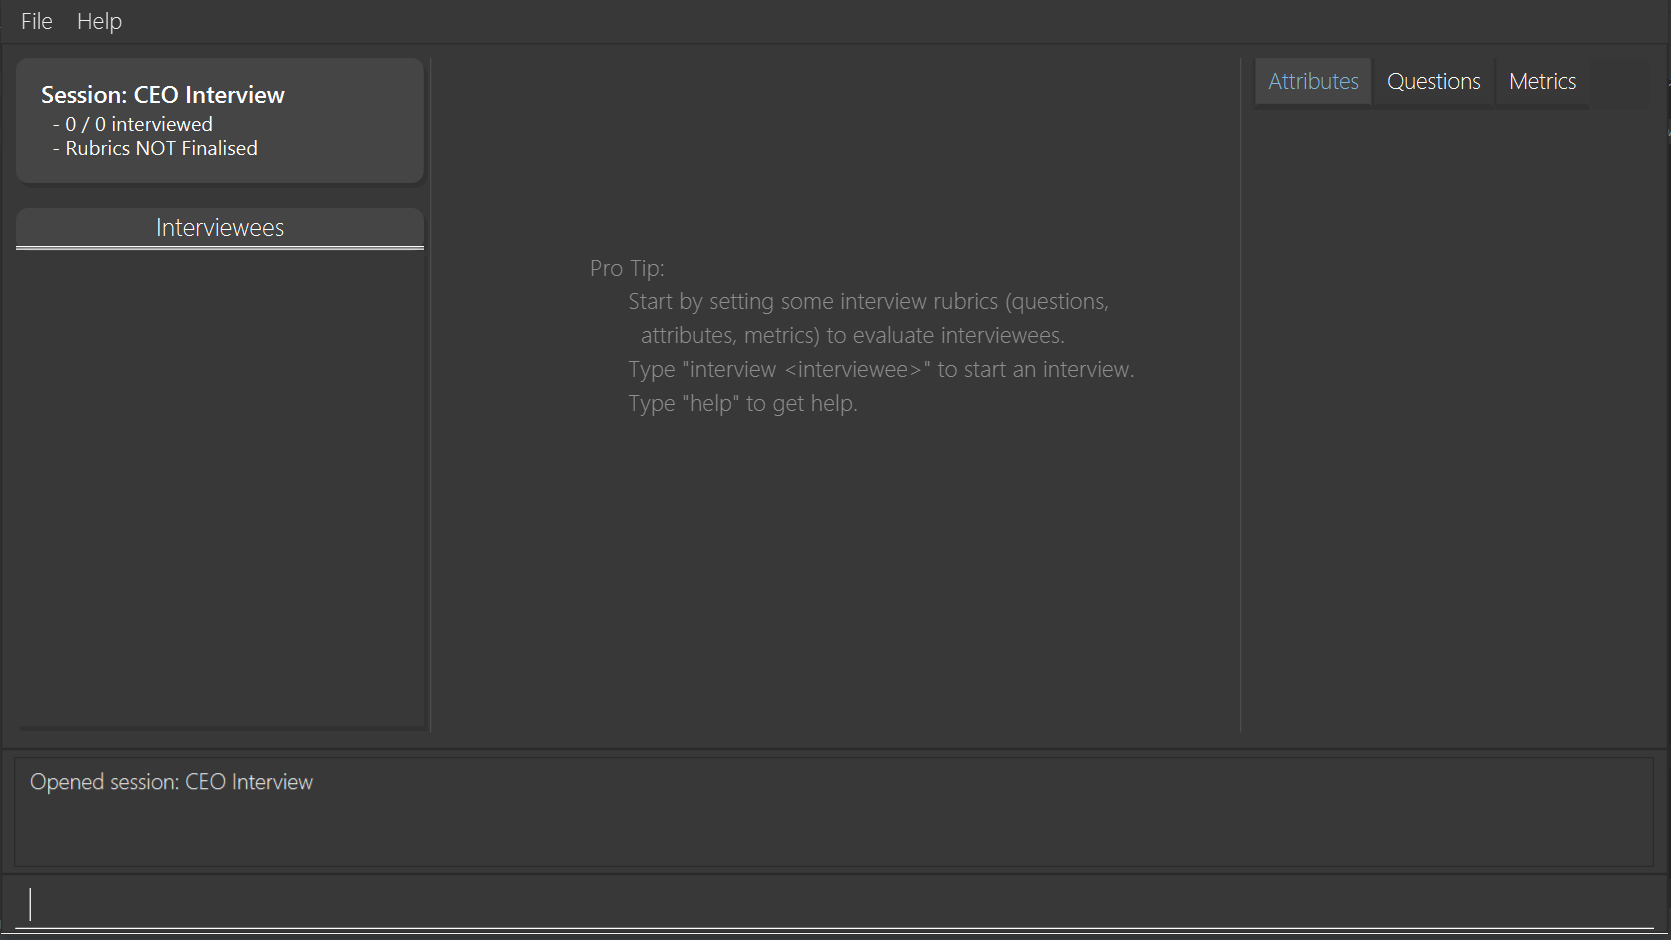 File Help
Session: CEO Interview
- 0 / 0 interviewed
- Rubrics NOT Finalised
Interviewees
Pro Tip:
Start by setting some interview rubrics (questions,
attributes, metrics) to evaluate interviewees.
Type "interview <interviewee>" to start an interview.
Type "help" to get help.
Attributes Questions Metrics
Opened session: CEO Interview